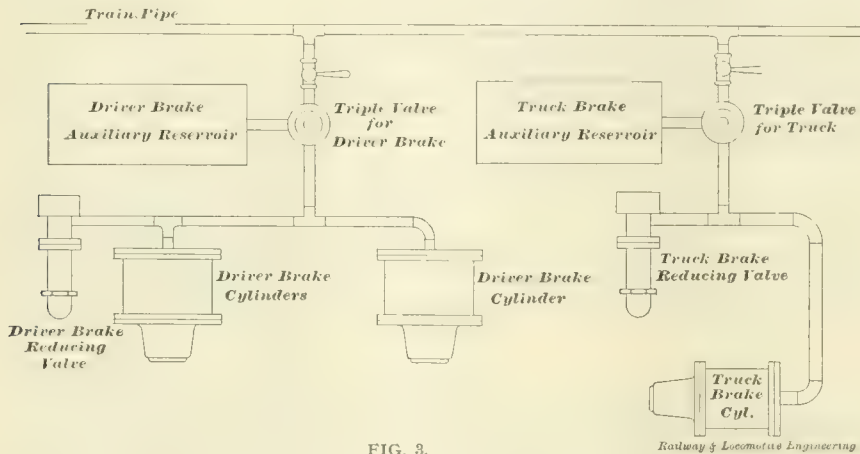 Train Pipe
Driver Brake
Auxiliary Reservoir
Triple Valve
for
Driver Brake
Truck Brake
Auxiliary Reservoir
Triple Valve
for Truck
Driver Brake
Cylinders
Driver Brake
Cylinder
Truck Brake
Reducing Valve
Driver Brake
Reducing
Valve
Truck
Brake
Cyl.
FIG. 3.
Railway & Locomotive Engineering